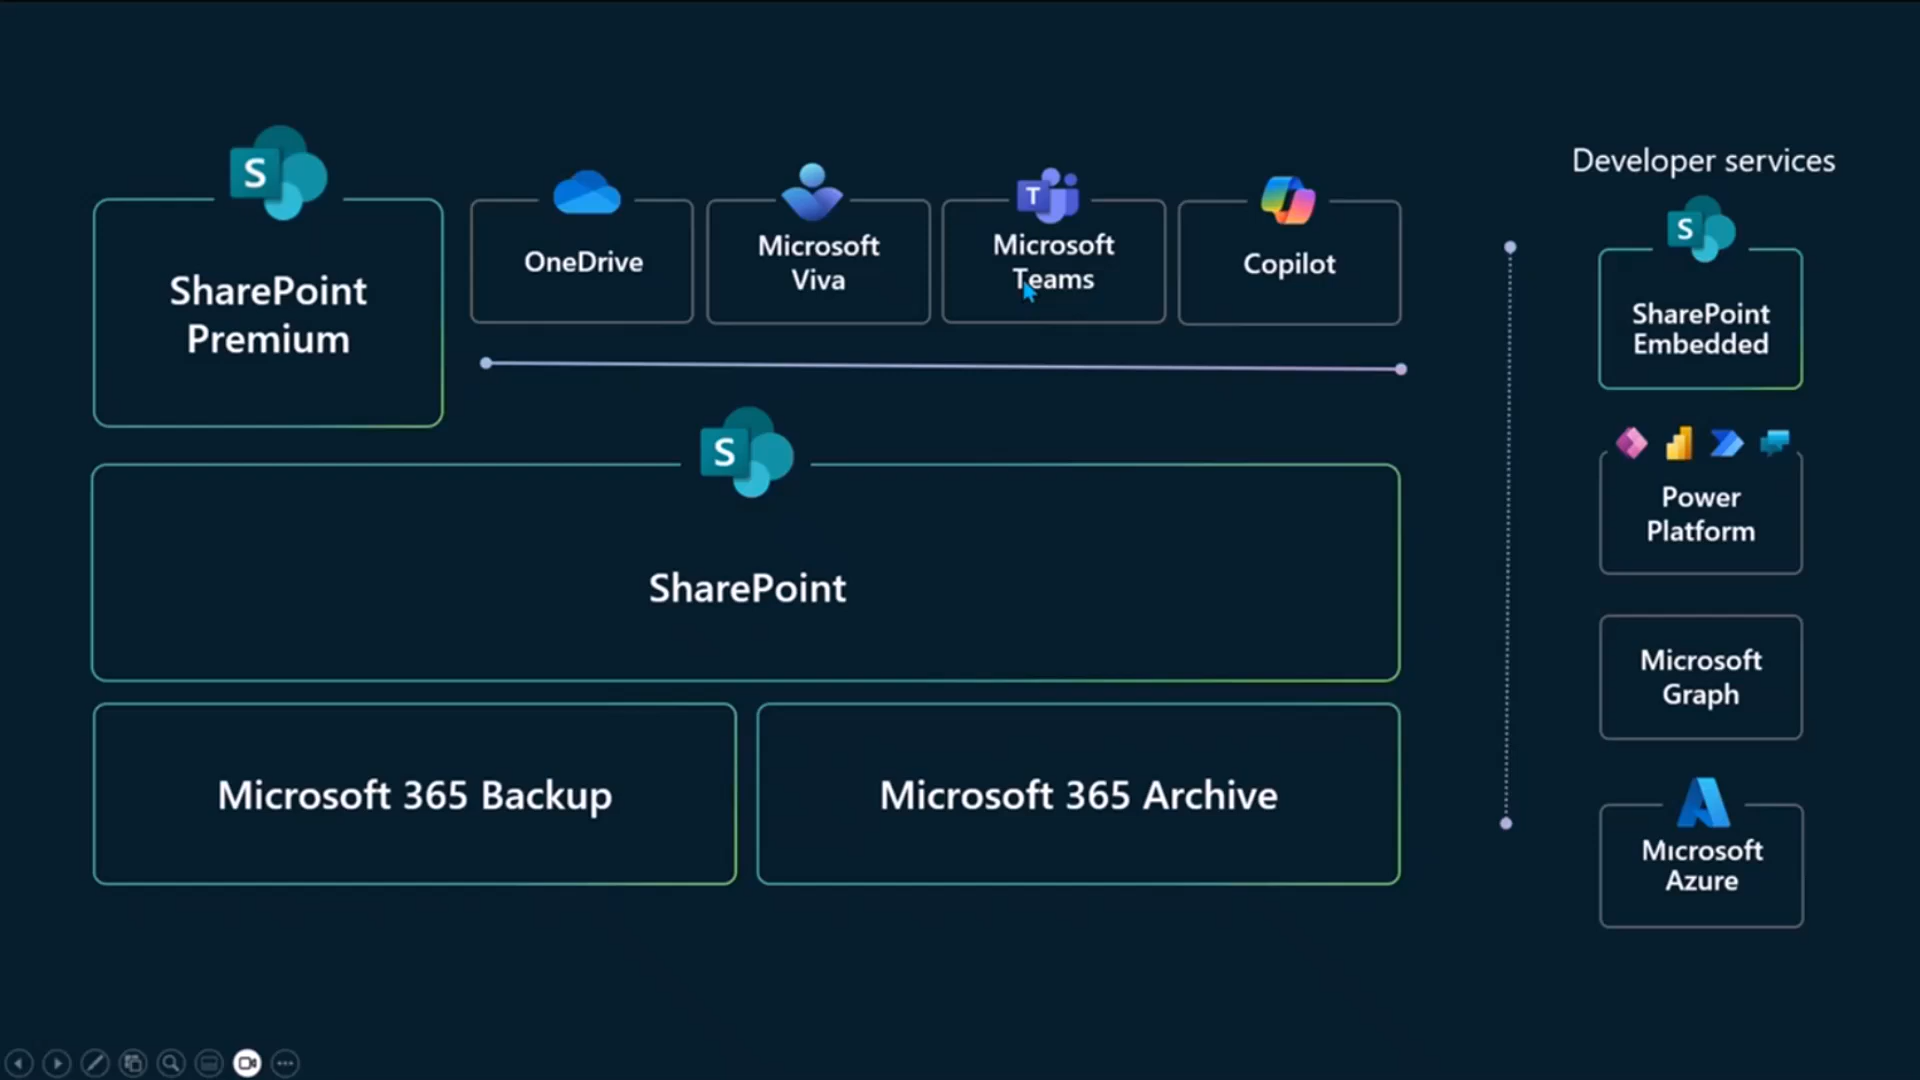 SharePoint
Premium
OneDrive
Microsoft
Viva
Microsoft
Teams
Copilot
SharePoint
Microsoft 365 Backup
Microsoft 365 Archive
Developer services
SharePoint
Embedded
Power
Platform
Microsoft
Graph
Microsoft
Azure
S
T
S
S